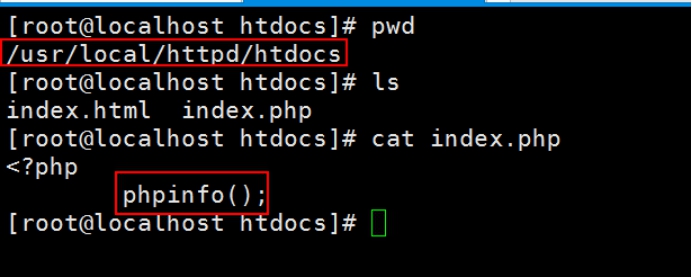 [root@localhost htdocs]# pwd
/usr/local/httpd/htdocs
[root@localhost htdocs]# ls
index.html  index.php
[root@localhost htdocs]# cat index.php
<?php
        phpinfo();
[root@localhost htdocs]#